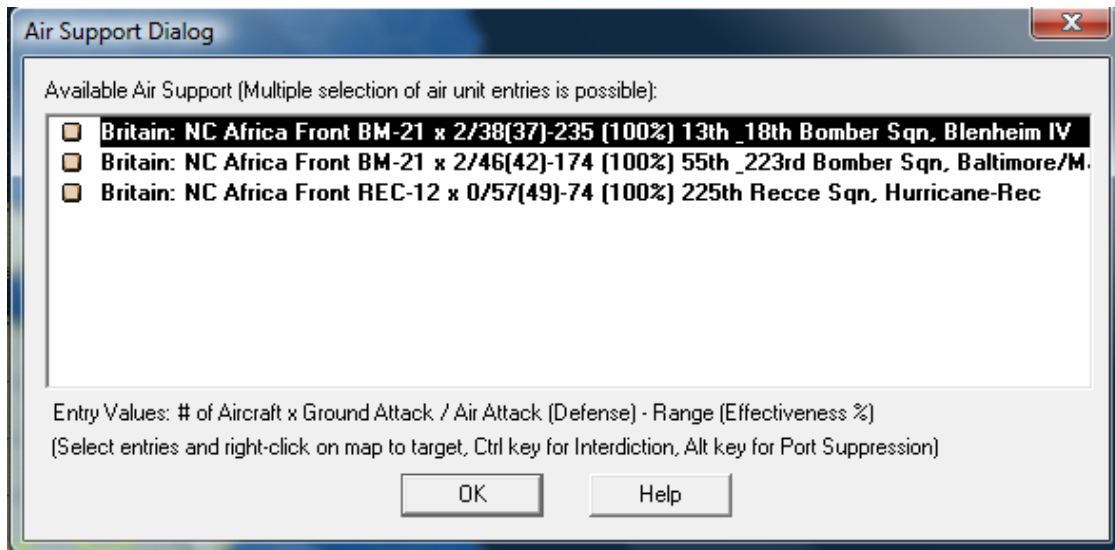 Air Support Dialog
Available Air Support (Multiple selection of air unit entries is possible):
Britain: NC Africa Front BM-21 x 2/38(37)-235 (100%) 13th _18th Bomber Sqn, Blenheim IV
Britain: NC Africa Front BM-21 x 2/46(42)-174 (100%) 55th _223rd Bomber Sqn, Baltimore/M
Britain: NC Africa Front REC-12 x 0/57(49)-74 (100%) 225th Recce Sqn, Hurricane-Rec
Entry Values: # of Aircraft x Ground Attack / Air Attack (Defense) - Range (Effectiveness %)
(Select entries and right-click on map to target, Ctrl key for Interdiction, Alt key for Port Suppression)
OK
Help